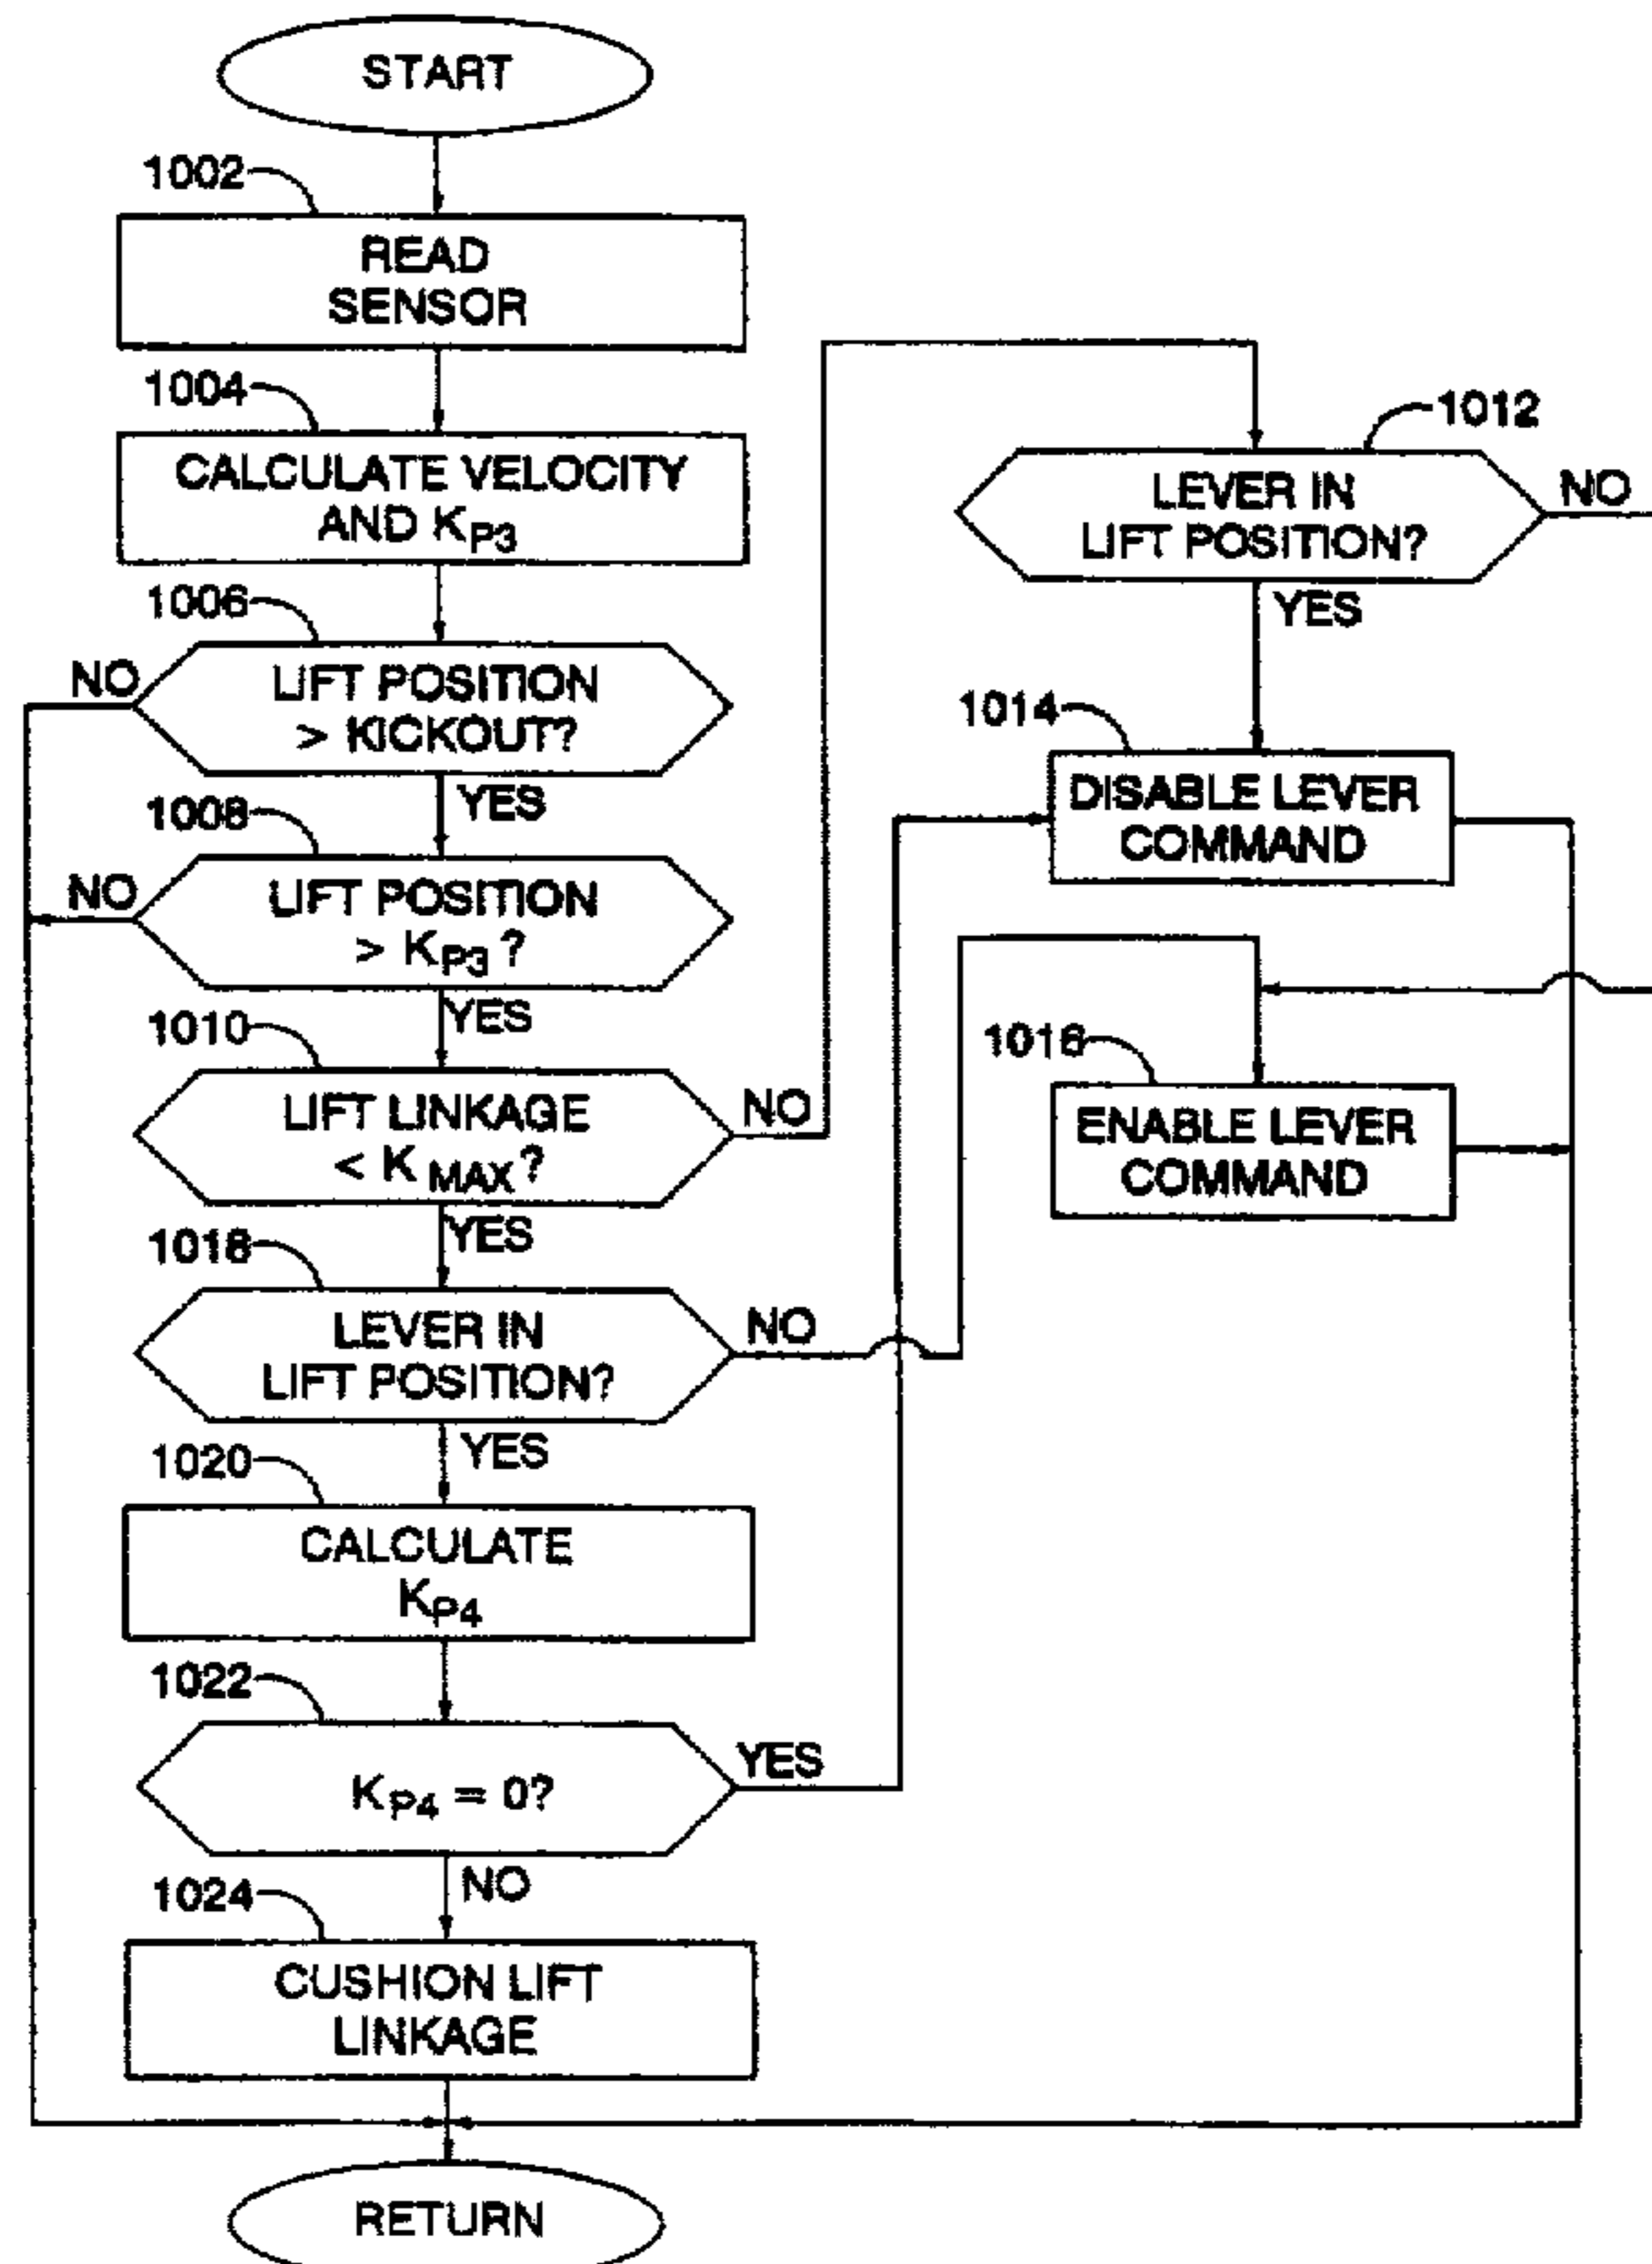 START
1002
READ
SENSOR
1004
CALCULATE VELOCITY
AND KP3
1006
LIFT POSITION
> KICKOUT?
NO
YES
1008
LIFT POSITION
> KP3 ?
NO
YES
1010
LIFT LINKAGE
< K MAX ?
NO
YES
1018
LEVER IN
LIFT POSITION?
NO
YES
1020
CALCULATE
KP4
1022
KP4 = 0?
YES
NO
1024
CUSHION LIFT
LINKAGE
RETURN
1012
LEVER IN
LIFT POSITION?
NO
YES
1014
DISABLE LEVER
COMMAND
1016
ENABLE LEVER
COMMAND